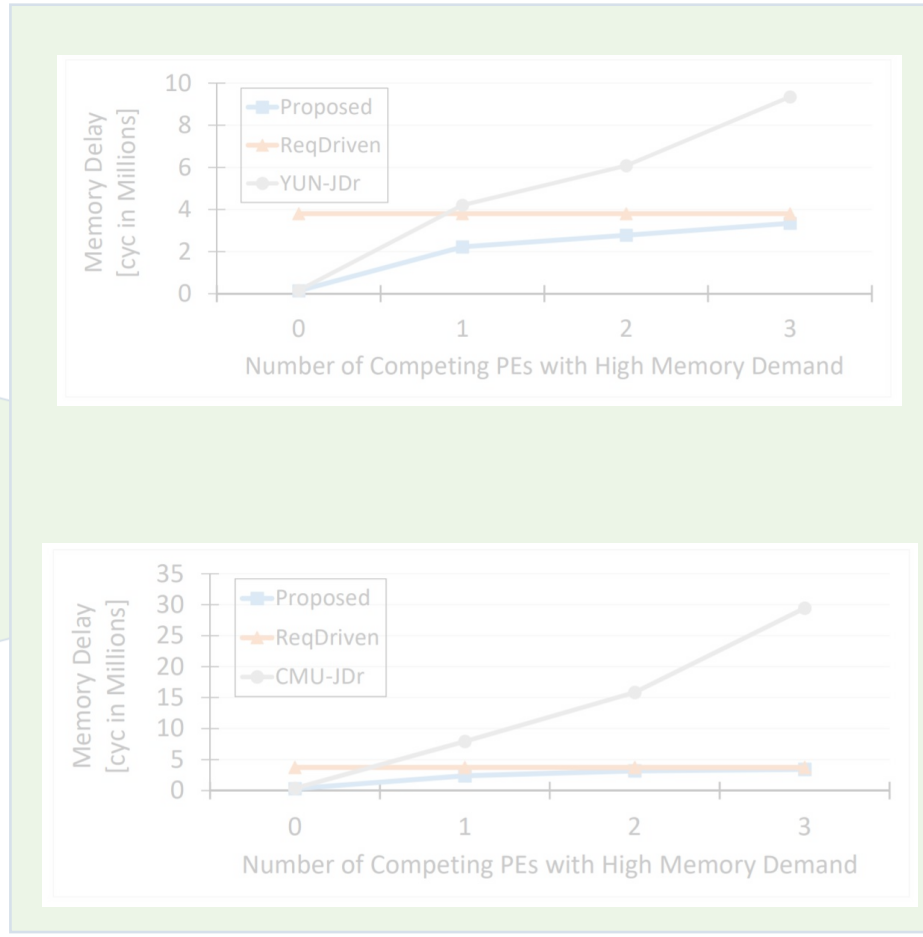 10
8
6
4
2
0
Memory Delay
[cyc in Millions]
Proposed
ReqDriven
YUN-JDr
0 1 2 3
Number of Competing PEs with High Memory Demand
35
30
25
20
15
10
5
0
Memory Delay
[cyc in Millions]
Proposed
ReqDriven
CMU-JDr
0 1 2 3
Number of Competing PEs with High Memory Demand